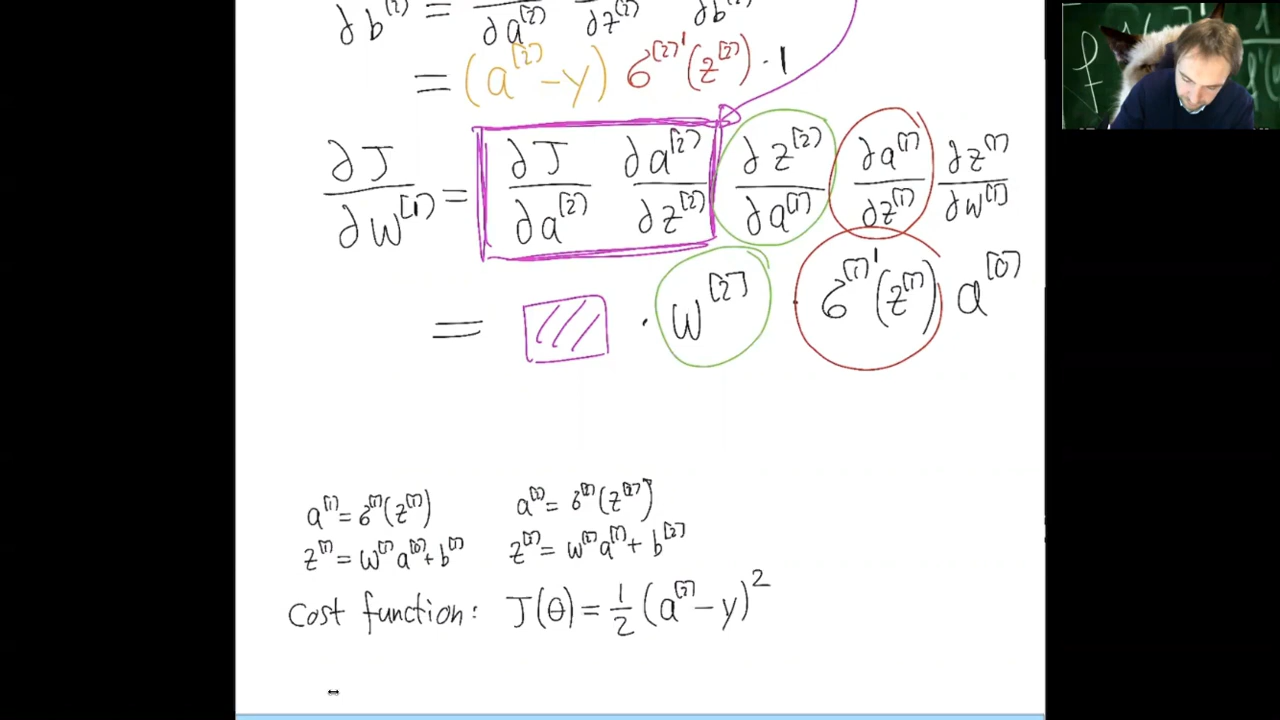 ∂b^[2] = ∂a^[2] ∂z^[2] ∂b^[2]
= (a^[2] - y) σ^[2]'(z^[2]) · 1
∂J/∂w^[1] = ∂J/∂a^[2] ∂a^[2]/∂z^[2] ∂z^[2]/∂a^[1] ∂a^[1]/∂z^[1] ∂z^[1]/∂w^[1]
= · w^[2] · σ^[1]'(z^[1]) a^[0]
a^[1] = σ^[1](z^[1]) a^[2] = σ^[2](z^[2])
z^[1] = w^[1] a^[0] + b^[1] z^[2] = w^[2] a^[1] + b^[2]
Cost function: J(θ) = 1/2 (a^[2] - y)^2